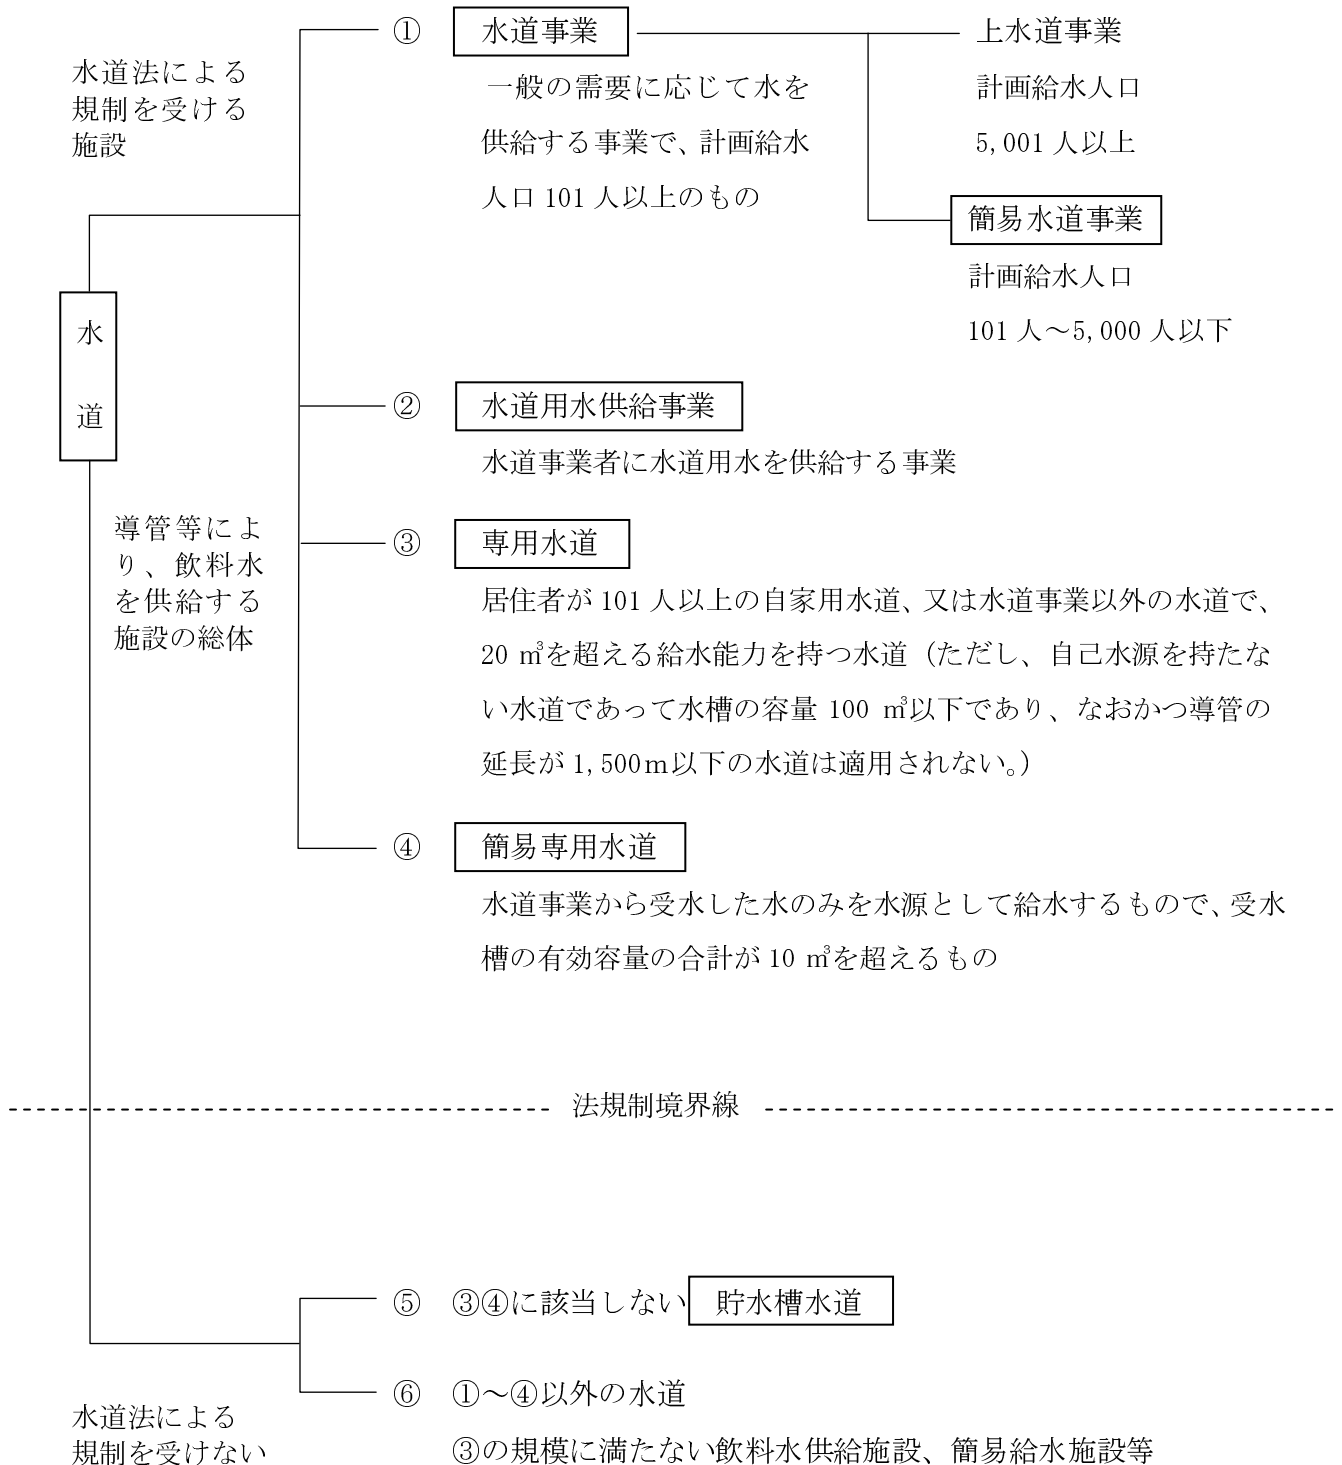 水道法による
規制を受ける
施設
① 水道事業
一般の需要に応じて水を
供給する事業で、計画給水
人口 101 人以上のもの
上水道事業
計画給水人口
5,001 人以上
簡易水道事業
計画給水人口
101 人～5,000 人以下
水
道
導管等によ
り、飲料水
を供給する
施設の総体
② 水道用水供給事業
水道事業者に水道用水を供給する事業
③ 専用水道
居住者が 101 人以上の自家用水道、又は水道事業以外の水道で、
20 ㎥を超える給水能力を持つ水道（ただし、自己水源を持たな
い水道であって水槽の容量 100 ㎥以下であり、なおかつ導管の
延長が 1,500ｍ以下の水道は適用されない。）
④ 簡易専用水道
水道事業から受水した水のみを水源として給水するもので、受水
槽の有効容量の合計が 10 ㎥を超えるもの
法規制境界線
⑤ ③④に該当しない 貯水槽水道
⑥ ①～④以外の水道
③の規模に満たない飲料水供給施設、簡易給水施設等
水道法による
規制を受けない